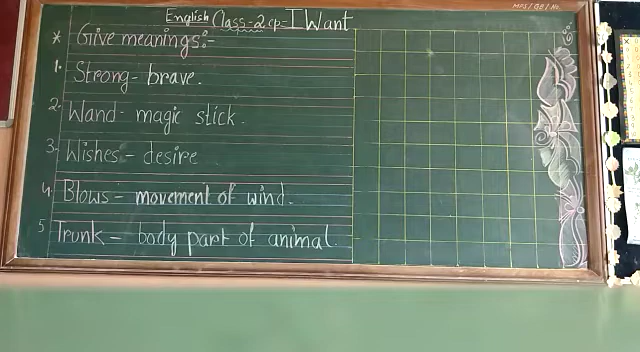 English Class-2 cp-I Want
* Give meanings:-
1. Strong- brave.
2. Wand- magic stick.
3. Wishes- desire
4. Blows- movement of wind.
5 Trunk- body part of animal.